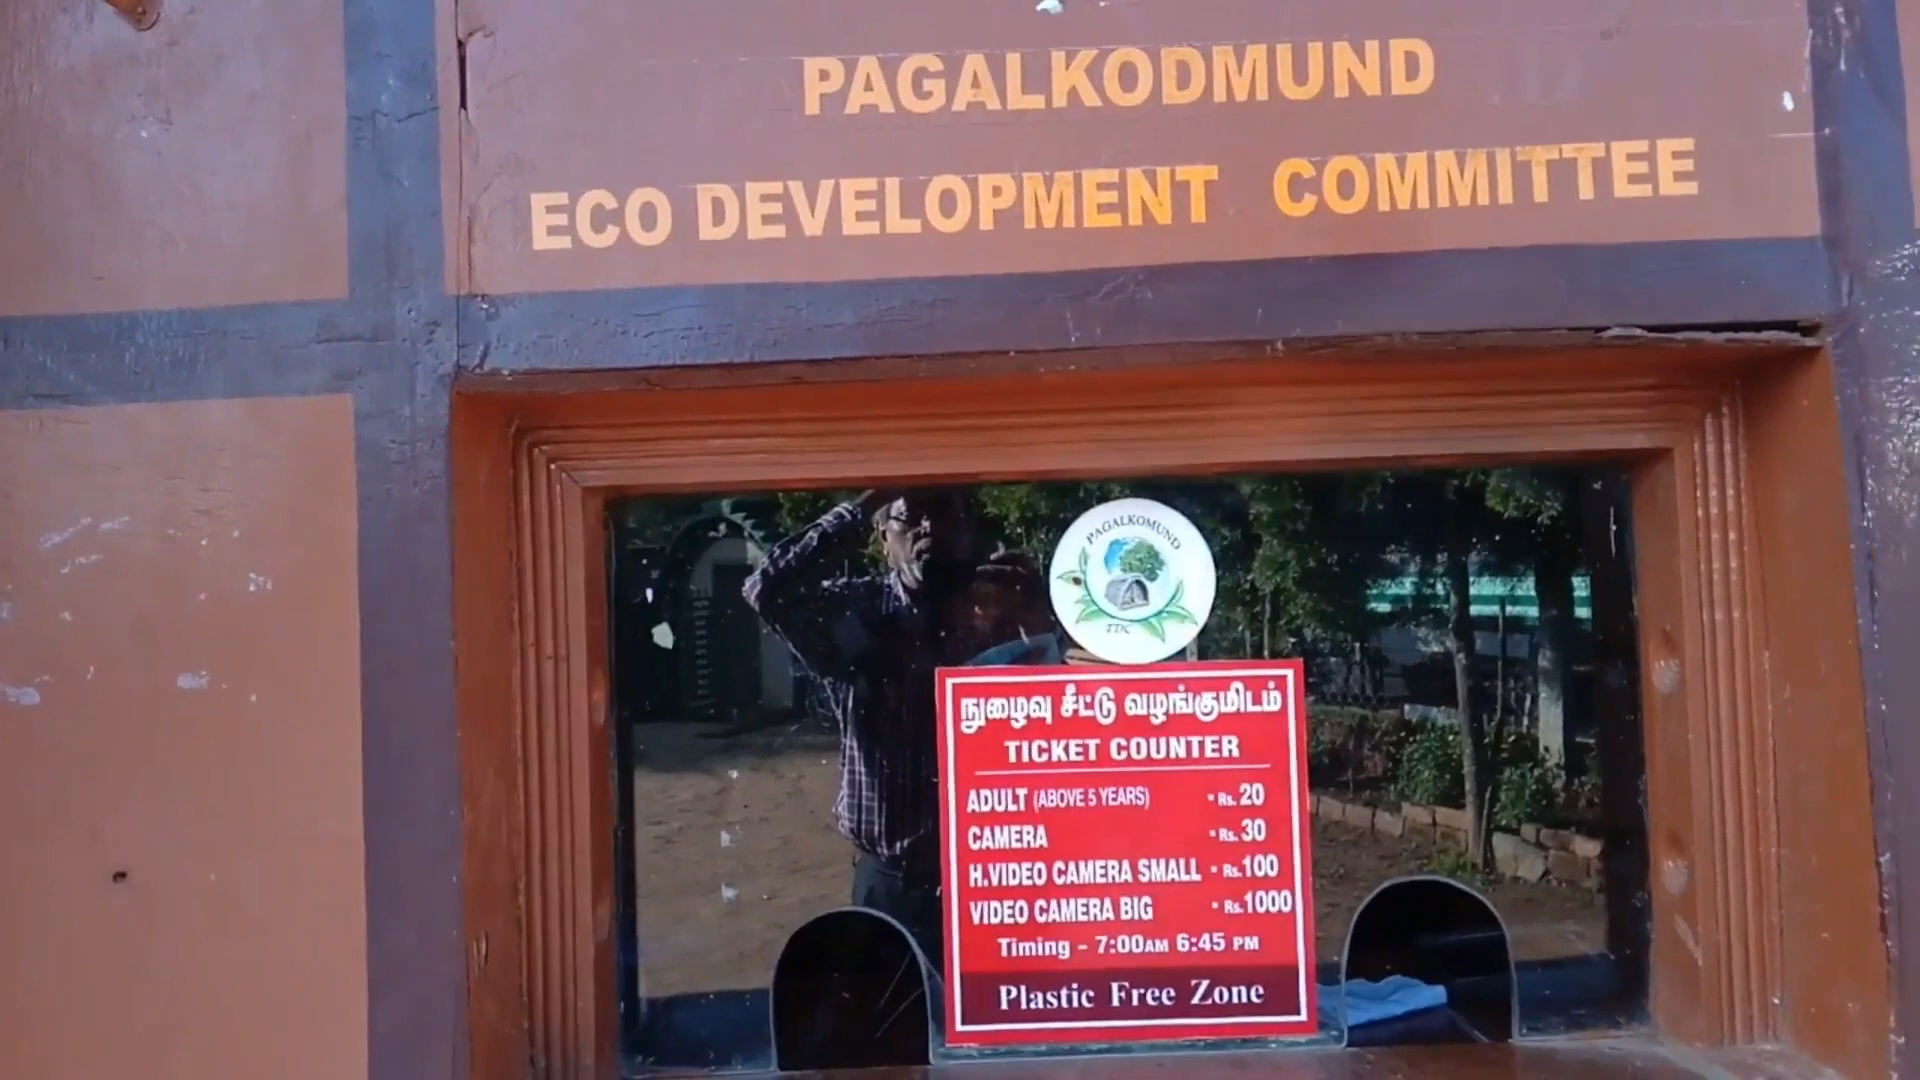 PAGALKODMUND
ECO DEVELOPMENT COMMITTEE
PAGALKOMUND
நுழைவு சீட்டு வழங்குமிடம்
TICKET COUNTER
ADULT (ABOVE 5 YEARS) • Rs. 20
CAMERA • Rs. 30
H.VIDEO CAMERA SMALL • Rs.100
VIDEO CAMERA BIG • Rs.1000
Timing - 7:00AM 6:45 PM
Plastic Free Zone